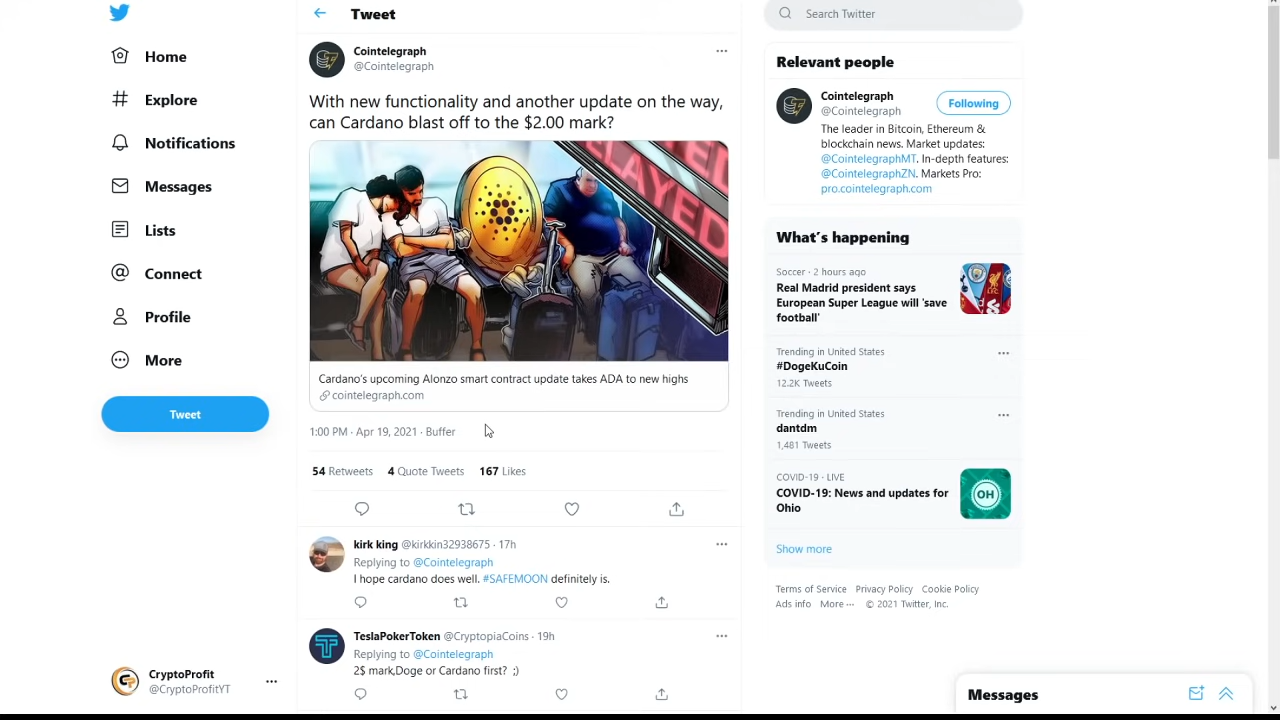 Home
Explore
Notifications
Messages
Lists
Connect
Profile
More
Tweet
CryptoProfit
@CryptoProfitYT
Tweet
Cointelegraph
@Cointelegraph
With new functionality and another update on the way,
can Cardano blast off to the $2.00 mark?
LAYED
Cardano's upcoming Alonzo smart contract update takes ADA to new highs
cointelegraph.com
1:00 PM · Apr 19, 2021 · Buffer
54 Retweets 4 Quote Tweets 167 Likes
kirk king @kirkkin32938675 · 17h
Replying to @Cointelegraph
I hope cardano does well. #SAFEMOON definitely is.
TeslaPokerToken @CryptopiaCoins · 19h
Replying to @Cointelegraph
2$ mark,Doge or Cardano first? ;)
Search Twitter
Relevant people
Cointelegraph
@Cointelegraph
Following
The leader in Bitcoin, Ethereum &
blockchain news. Market updates:
@CointelegraphMT. In-depth features:
@CointelegraphZN. Markets Pro:
pro.cointelegraph.com
What's happening
Soccer · 2 hours ago
Real Madrid president says
European Super League will 'save
football'
Trending in United States
#DogeKuCoin
12.2K Tweets
Trending in United States
dantdm
1,481 Tweets
COVID-19 · LIVE
COVID-19: News and updates for
Ohio
OH
Show more
Terms of Service Privacy Policy Cookie Policy
Ads info More ··· © 2021 Twitter, Inc.
Messages